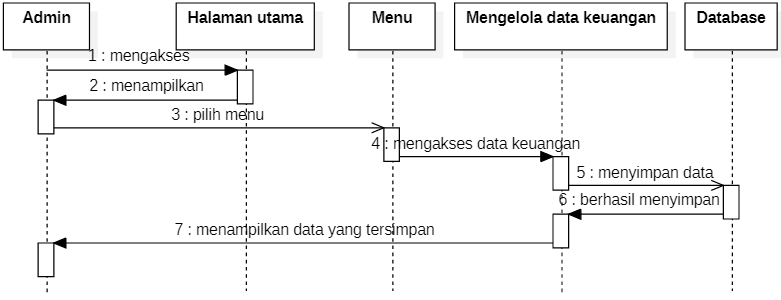 Admin
Halaman utama
Menu
Mengelola data keuangan
Database
1 : mengakses
2 : menampilkan
3 : pilih menu
4 : mengakses data keuangan
5 : menyimpan data
6 : berhasil menyimpan
7 : menampilkan data yang tersimpan